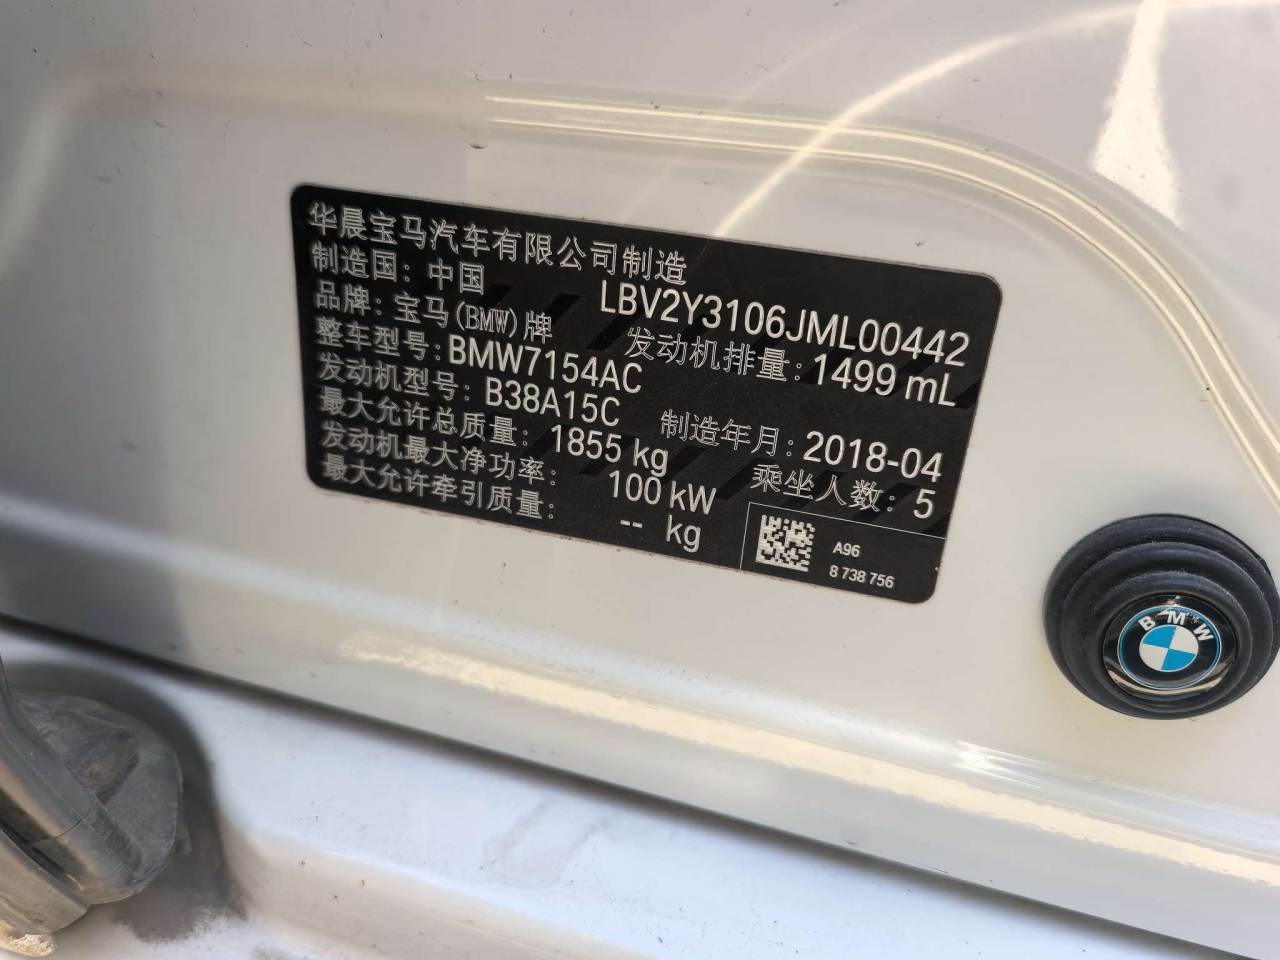 华晨宝马汽车有限公司制造
制造国：中国
LBV2Y3106JML00442
品牌：宝马(BMW)牌
发动机排量：1499 mL
整车型号：BMW7154AC
发动机型号：B38A15C
制造年月：2018-04
最大允许总质量：1855 kg
乘坐人数：5
发动机最大净功率：100 kW
最大允许牵引质量：-- kg
A96
8 738 756
BMW